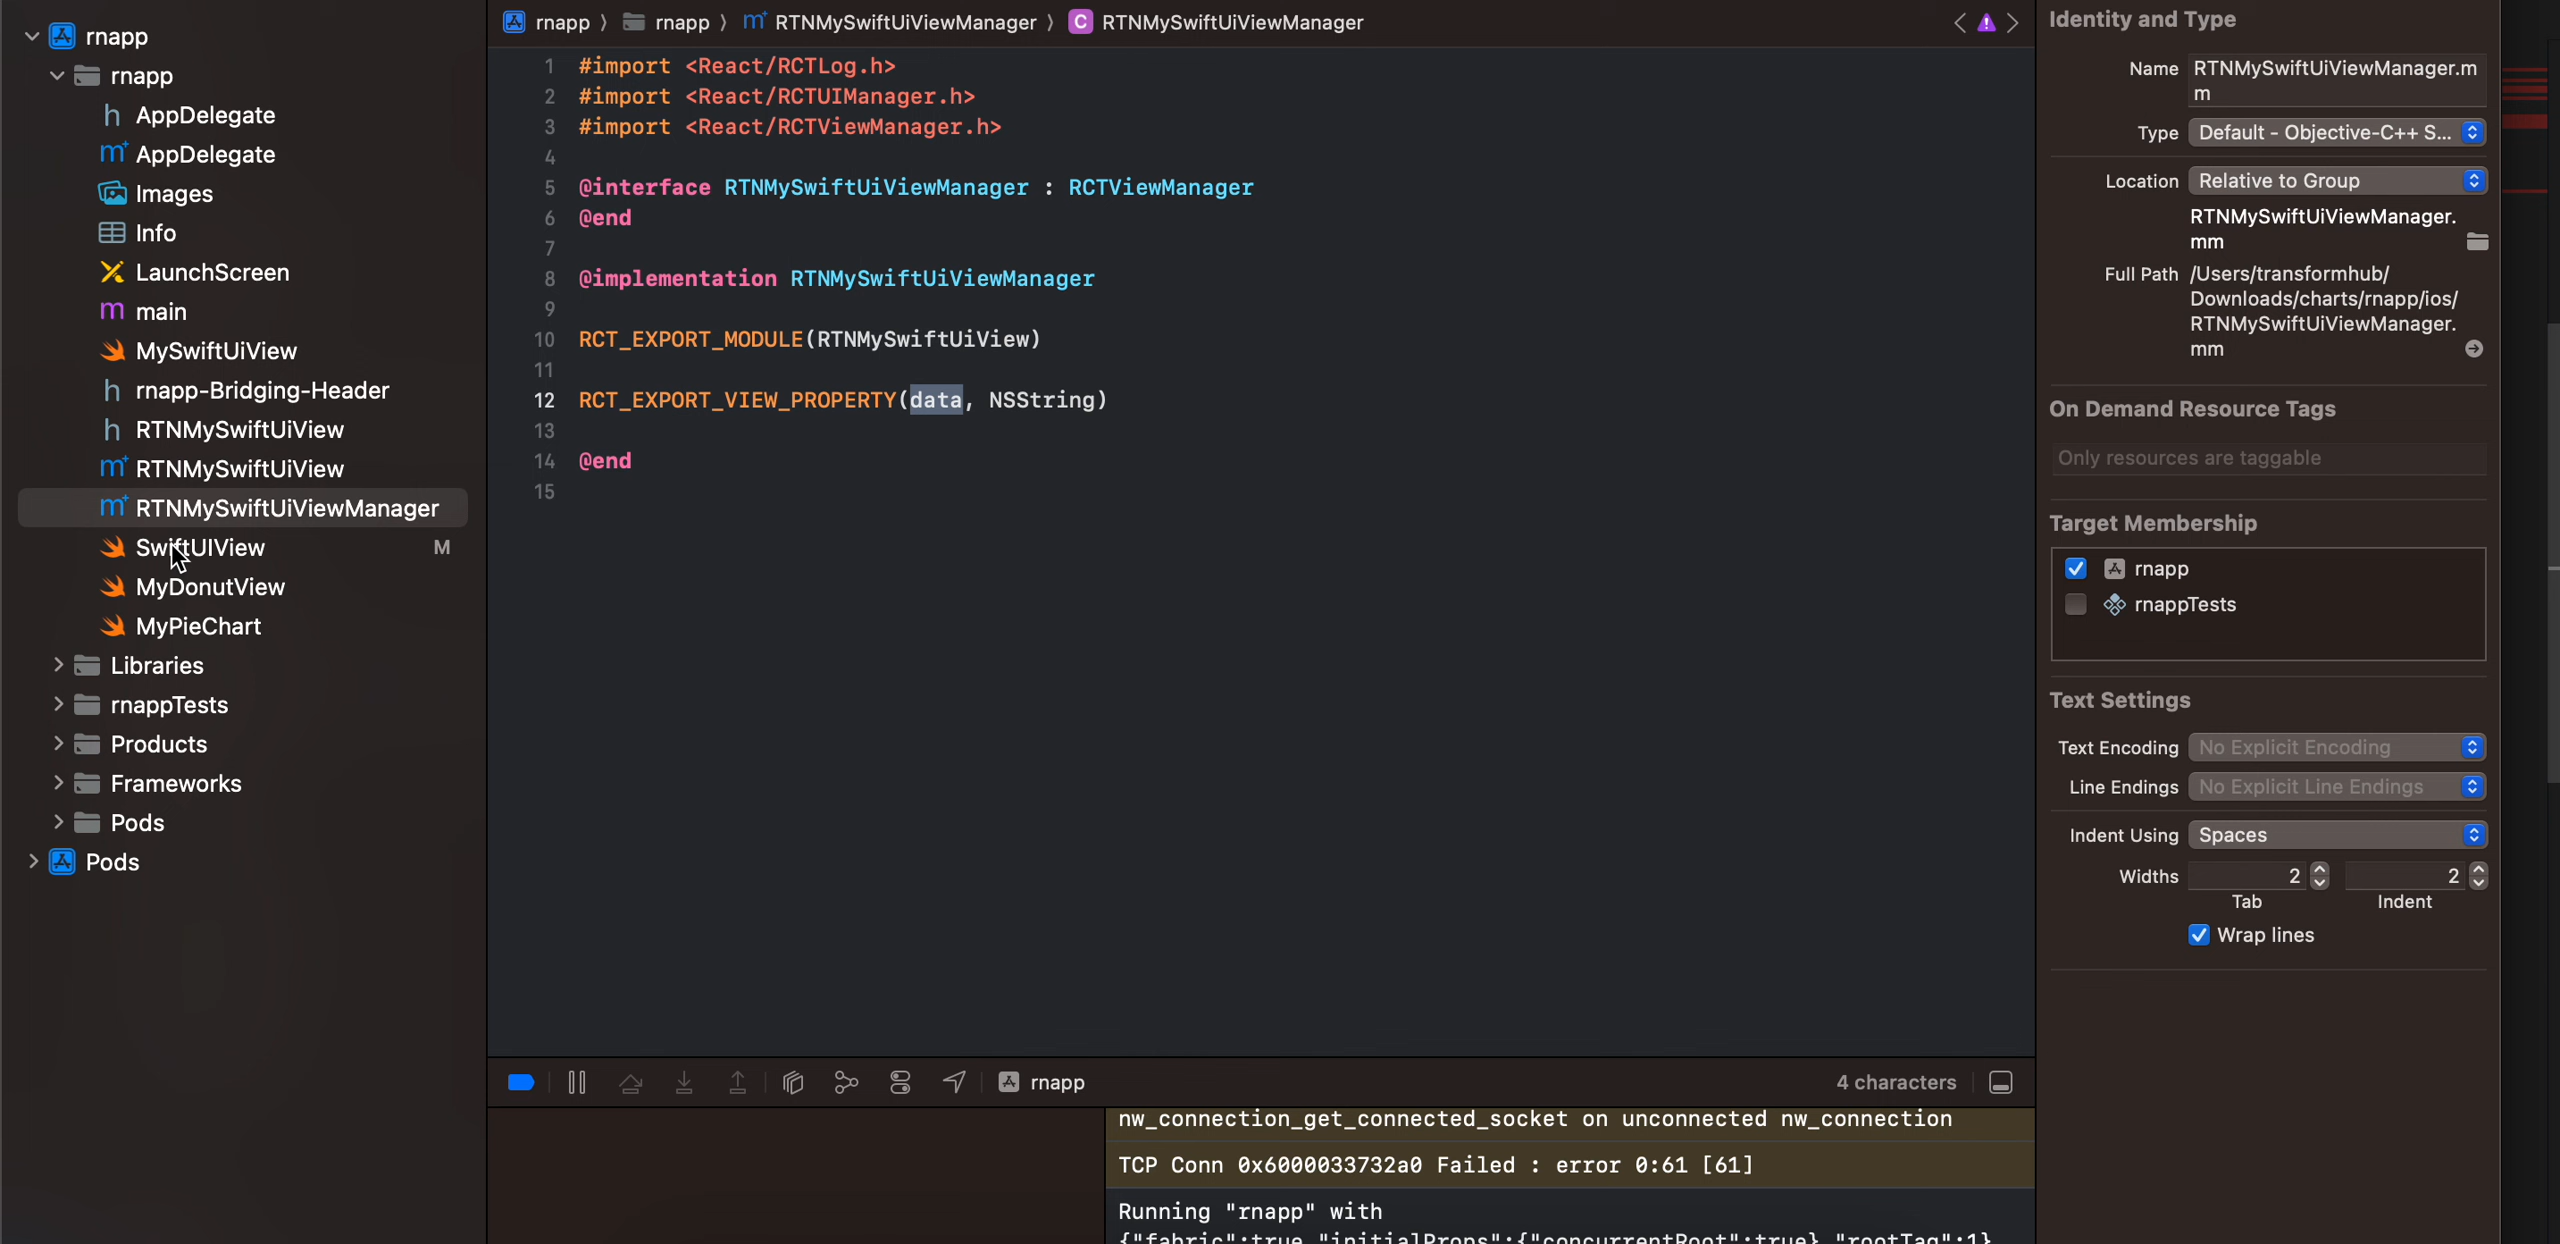 rnapp
rnapp
AppDelegate
AppDelegate
Images
Info
LaunchScreen
main
MySwiftUiView
rnapp-Bridging-Header
RTNMySwiftUiView
RTNMySwiftUiView
RTNMySwiftUiViewManager
SwiftUIView M
MyDonutView
MyPieChart
Libraries
rnappTests
Products
Frameworks
Pods
Pods
rnapp rnapp RTNMySwiftUiViewManager C RTNMySwiftUiViewManager
1 #import <React/RCTLog.h>
2 #import <React/RCTUIManager.h>
3 #import <React/RCTViewManager.h>
4
5 @interface RTNMySwiftUiViewManager : RCTViewManager
6 @end
7
8 @implementation RTNMySwiftUiViewManager
9
10 RCT_EXPORT_MODULE(RTNMySwiftUiView)
11
12 RCT_EXPORT_VIEW_PROPERTY(data, NSString)
13
14 @end
15
rnapp 4 characters
nw_connection_get_connected_socket on unconnected nw_connection
TCP Conn 0x6000033732a0 Failed : error 0:61 [61]
Running "rnapp" with
{"fabric":true,"initialProps":{"concurrentRoot":true},"rootTag":1}
Identity and Type
Name RTNMySwiftUiViewManager.m
m
Type Default - Objective-C++ S...
Location Relative to Group
RTNMySwiftUiViewManager.
mm
Full Path /Users/transformhub/
Downloads/charts/rnapp/ios/
RTNMySwiftUiViewManager.
mm
On Demand Resource Tags
Only resources are taggable
Target Membership
rnapp
rnappTests
Text Settings
Text Encoding No Explicit Encoding
Line Endings No Explicit Line Endings
Indent Using Spaces
Widths 2 2
Tab Indent
Wrap lines